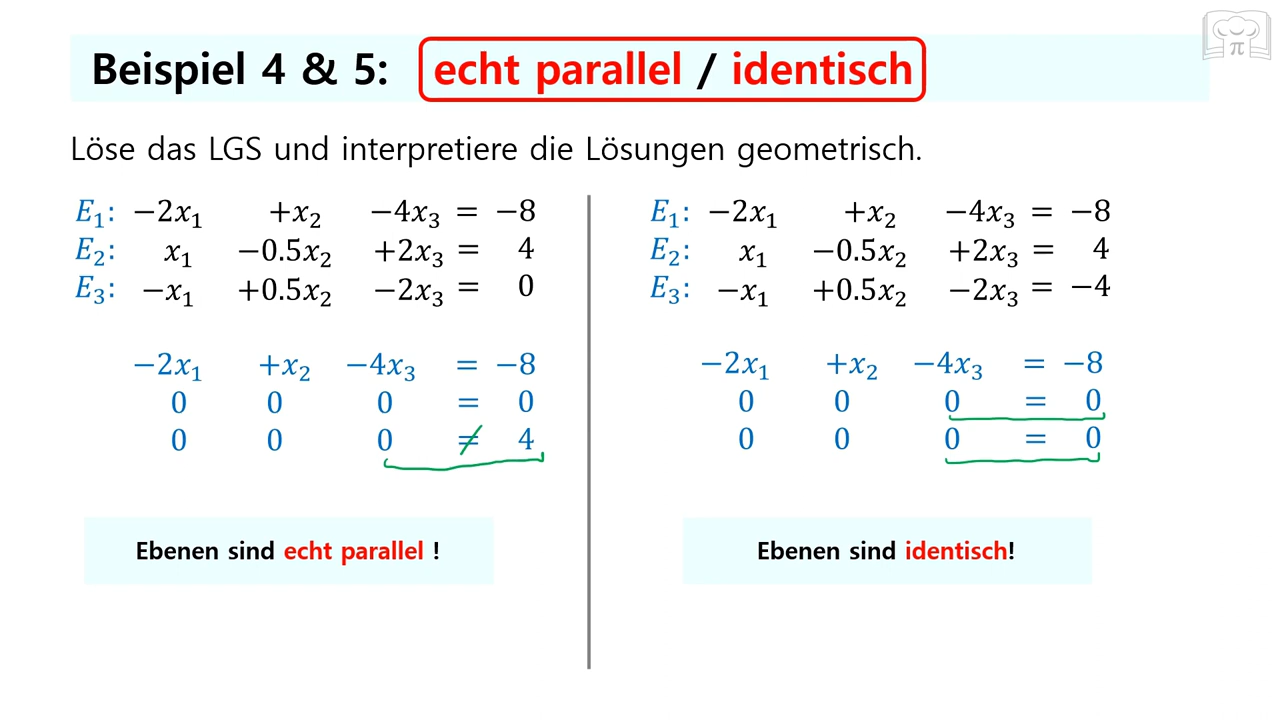 Beispiel 4 & 5: echt parallel / identisch
π
Löse das LGS und interpretiere die Lösungen geometrisch.
E₁: −2x₁ +x₂ −4x₃ = −8
E₂: x₁ −0.5x₂ +2x₃ = 4
E₃: −x₁ +0.5x₂ −2x₃ = 0
−2x₁ +x₂ −4x₃ = −8
0 0 0 = 0
0 0 0 ≠ 4
Ebenen sind echt parallel !
E₁: −2x₁ +x₂ −4x₃ = −8
E₂: x₁ −0.5x₂ +2x₃ = 4
E₃: −x₁ +0.5x₂ −2x₃ = −4
−2x₁ +x₂ −4x₃ = −8
0 0 0 = 0
0 0 0 = 0
Ebenen sind identisch!